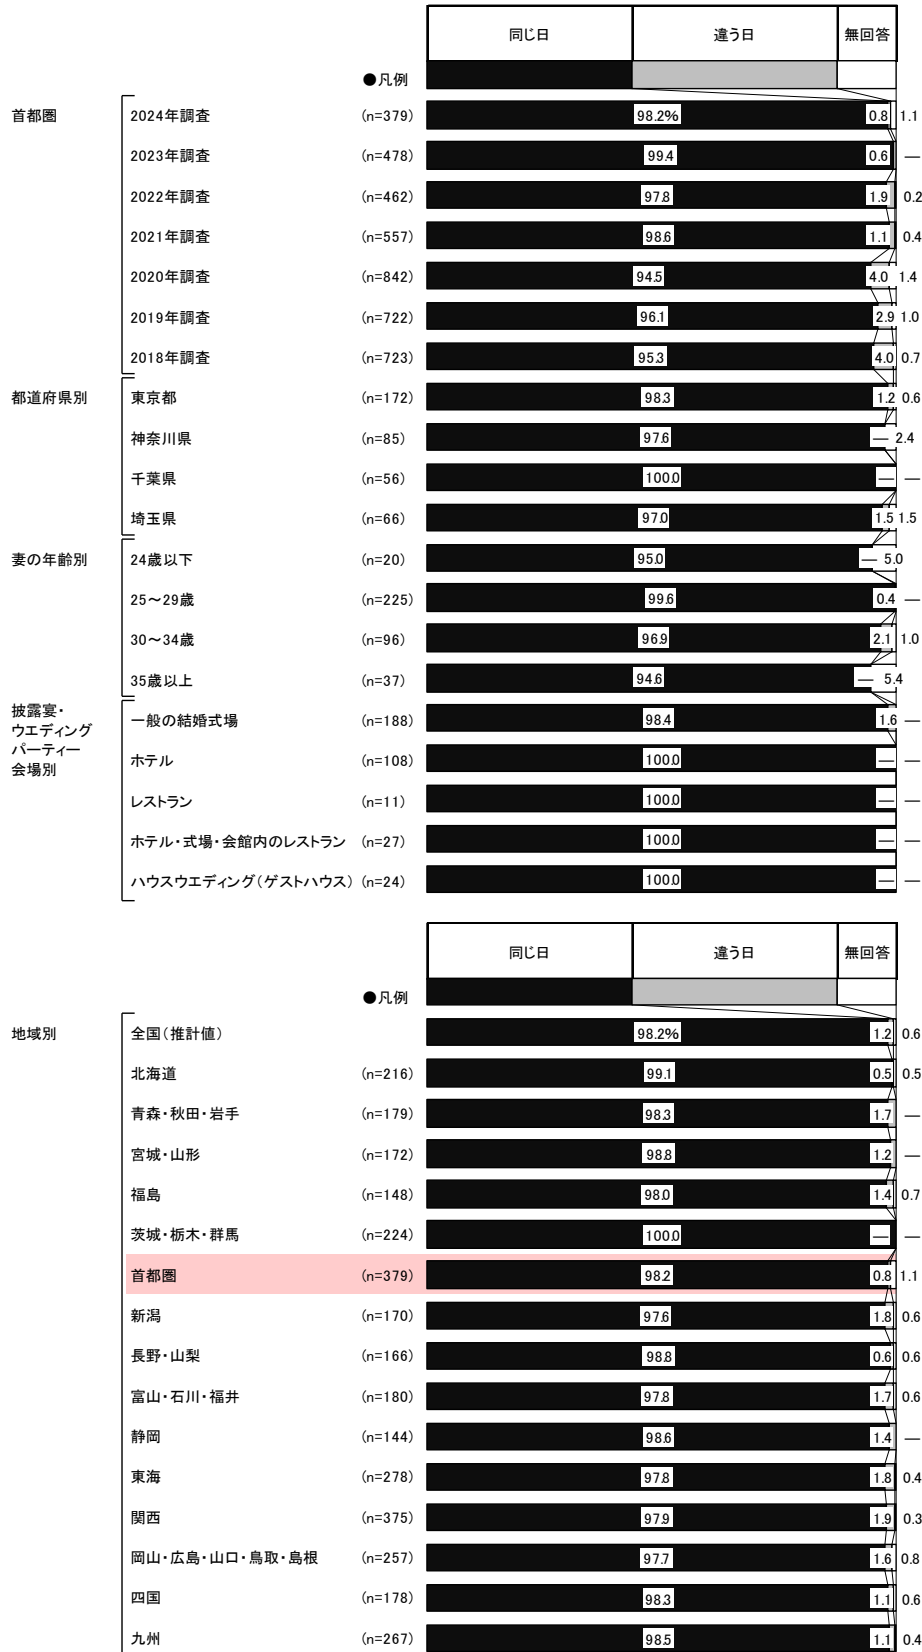 同じ日 違う日 無回答
●凡例
首都圏 2024年調査 (n=379) 98.2% 0.8 1.1
2023年調査 (n=478) 99.4 0.6 —
2022年調査 (n=462) 97.8 1.9 0.2
2021年調査 (n=557) 98.6 1.1 0.4
2020年調査 (n=842) 94.5 4.0 1.4
2019年調査 (n=722) 96.1 2.9 1.0
2018年調査 (n=723) 95.3 4.0 0.7
都道府県別 東京都 (n=172) 98.3 1.2 0.6
神奈川県 (n=85) 97.6 — 2.4
千葉県 (n=56) 100.0 — —
埼玉県 (n=66) 97.0 1.5 1.5
妻の年齢別 24歳以下 (n=20) 95.0 — 5.0
25～29歳 (n=225) 99.6 0.4 —
30～34歳 (n=96) 96.9 2.1 1.0
35歳以上 (n=37) 94.6 — 5.4
披露宴・
ウエディング
パーティー
会場別
一般の結婚式場 (n=188) 98.4 1.6 —
ホテル (n=108) 100.0 — —
レストラン (n=11) 100.0 — —
ホテル・式場・会館内のレストラン (n=27) 100.0 — —
ハウスウエディング(ゲストハウス) (n=24) 100.0 — —
同じ日 違う日 無回答
●凡例
地域別 全国(推計値) 98.2% 1.2 0.6
北海道 (n=216) 99.1 0.5 0.5
青森・秋田・岩手 (n=179) 98.3 1.7 —
宮城・山形 (n=172) 98.8 1.2 —
福島 (n=148) 98.0 1.4 0.7
茨城・栃木・群馬 (n=224) 100.0 — —
首都圏 (n=379) 98.2 0.8 1.1
新潟 (n=170) 97.6 1.8 0.6
長野・山梨 (n=166) 98.8 0.6 0.6
富山・石川・福井 (n=180) 97.8 1.7 0.6
静岡 (n=144) 98.6 1.4 —
東海 (n=278) 97.8 1.8 0.4
関西 (n=375) 97.9 1.9 0.3
岡山・広島・山口・鳥取・島根 (n=257) 97.7 1.6 0.8
四国 (n=178) 98.3 1.1 0.6
九州 (n=267) 98.5 1.1 0.4